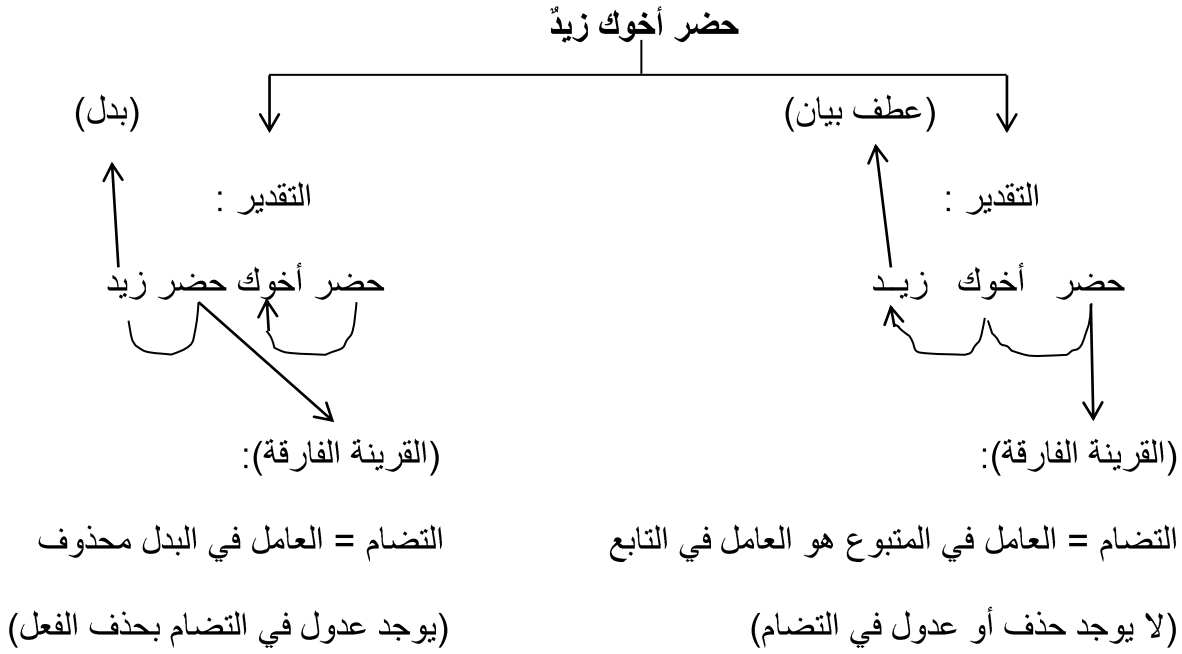 حضر أخوك زيدٌ
(عطف بيان)
(بدل)
التقدير :
التقدير :
حضر أخوك زيــد
حضر أخوك حضر زيد
(القرينة الفارقة):
(القرينة الفارقة):
التضام = العامل في المتبوع هو العامل في التابع
التضام = العامل في البدل محذوف
(لا يوجد حذف أو عدول في التضام)
(يوجد عدول في التضام بحذف الفعل)